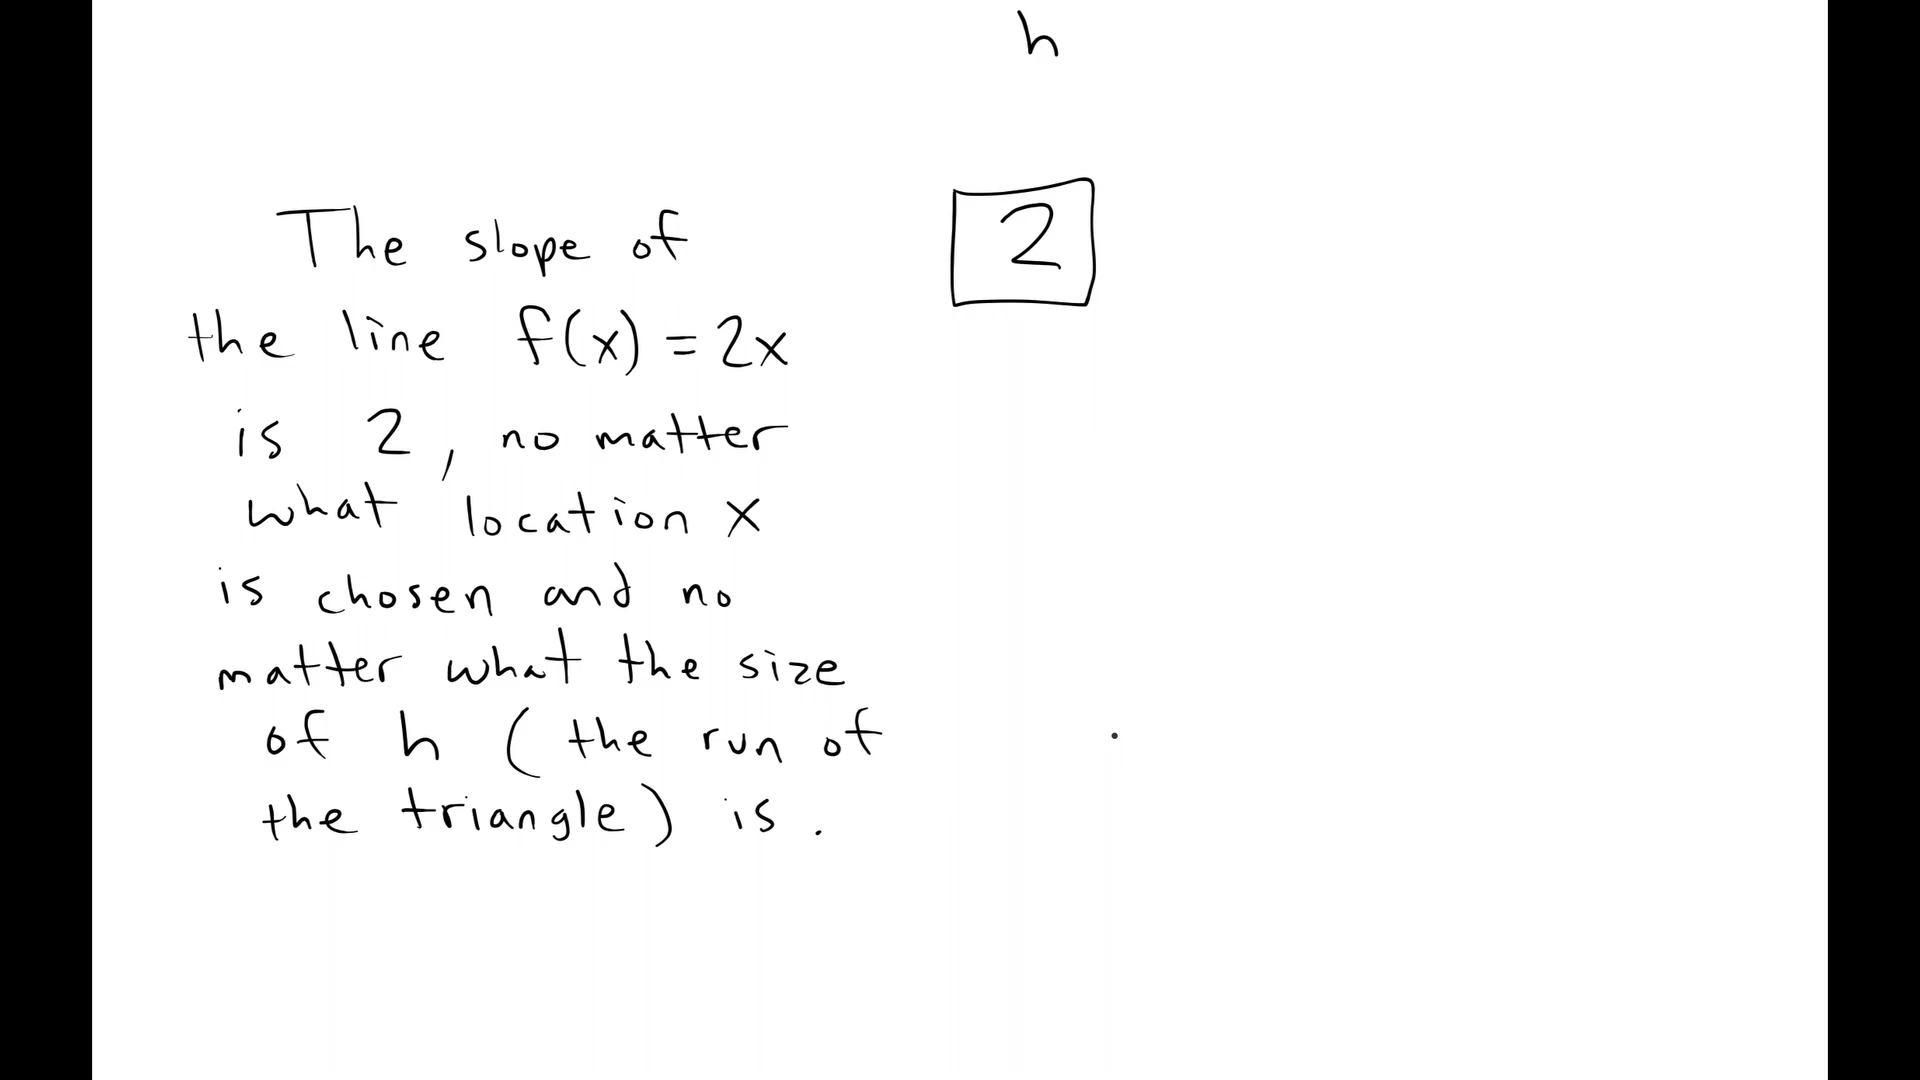 h
2
The slope of
the line f(x) = 2x
is 2, no matter
what location x
is chosen and no
matter what the size
of h (the run of
the triangle) is.